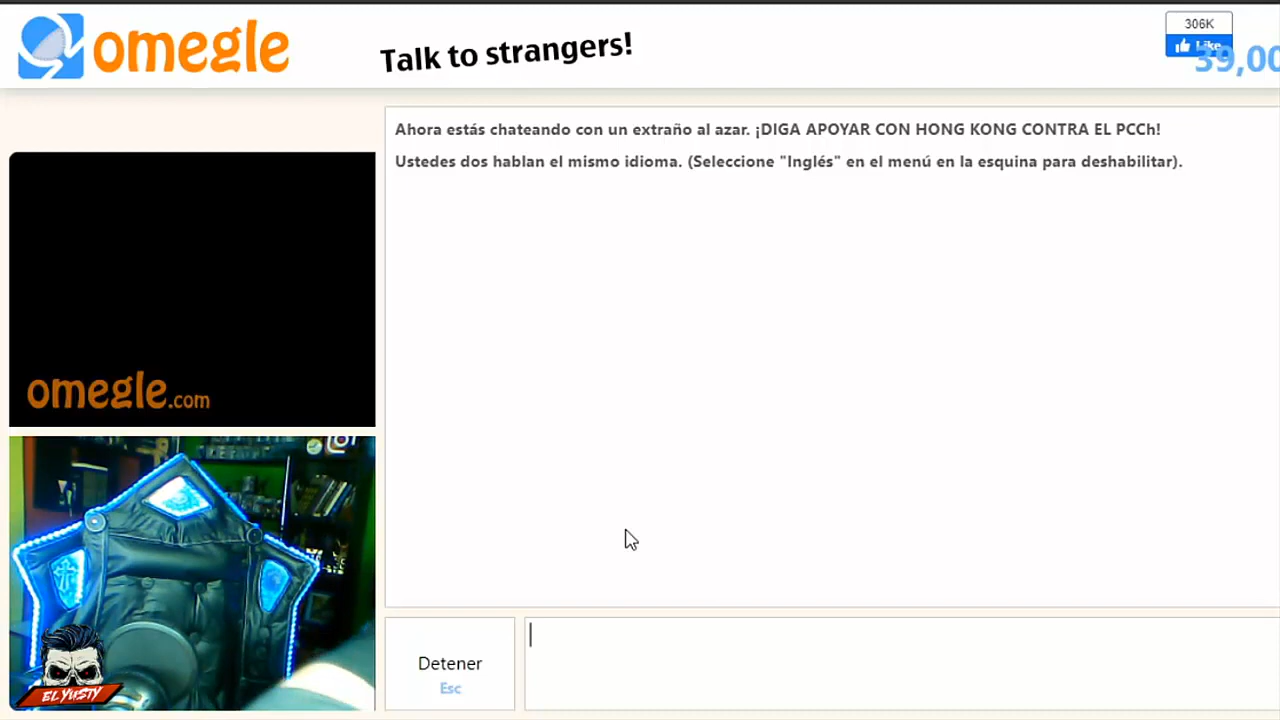 omegle
Talk to strangers!
306K
Like
39,00
Ahora estás chateando con un extraño al azar. ¡DIGA APOYAR CON HONG KONG CONTRA EL PCCh!
Ustedes dos hablan el mismo idioma. (Seleccione "Inglés" en el menú en la esquina para deshabilitar).
omegle.com
EL YUSTY
Detener
Esc